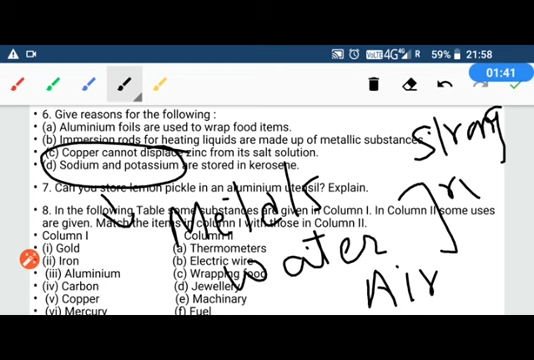 VoLTE 4G 4G R 59% 21:58
01:41
6. Give reasons for the following :
(a) Aluminium foils are used to wrap food items.
(b) Immersion rods for heating liquids are made up of metallic substances.
(c) Copper cannot displace zinc from its salt solution.
(d) Sodium and potassium are stored in kerosene.
7. Can you store lemon pickle in an aluminium utensil? Explain.
8. In the following Table some substances are given in Column I. In Column II some uses
are given. Match the items in column I with those in Column II.
Column I Column II
(i) Gold (a) Thermometers
(ii) Iron (b) Electric wire
(iii) Aluminium (c) Wrapping food
(iv) Carbon (d) Jewellery
(v) Copper (e) Machinary
(vi) Mercury (f) Fuel
Metals
water
Air